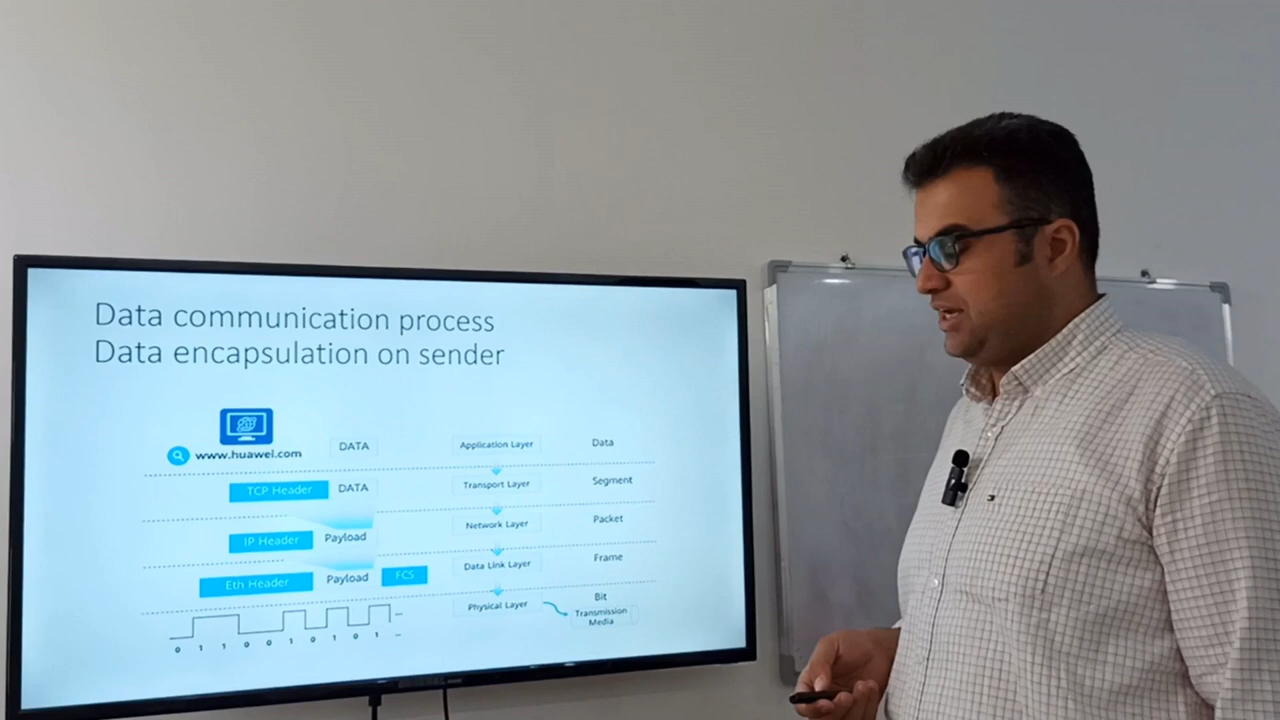 Data communication process
Data encapsulation on sender
www.huawei.com DATA Application Layer Data
TCP Header DATA Transport Layer Segment
IP Header Payload Network Layer Packet
Eth Header Payload FCS Data Link Layer Frame
Physical Layer Bit
Transmission
Media
0 1 1 0 0 1 0 1 0 1 ...